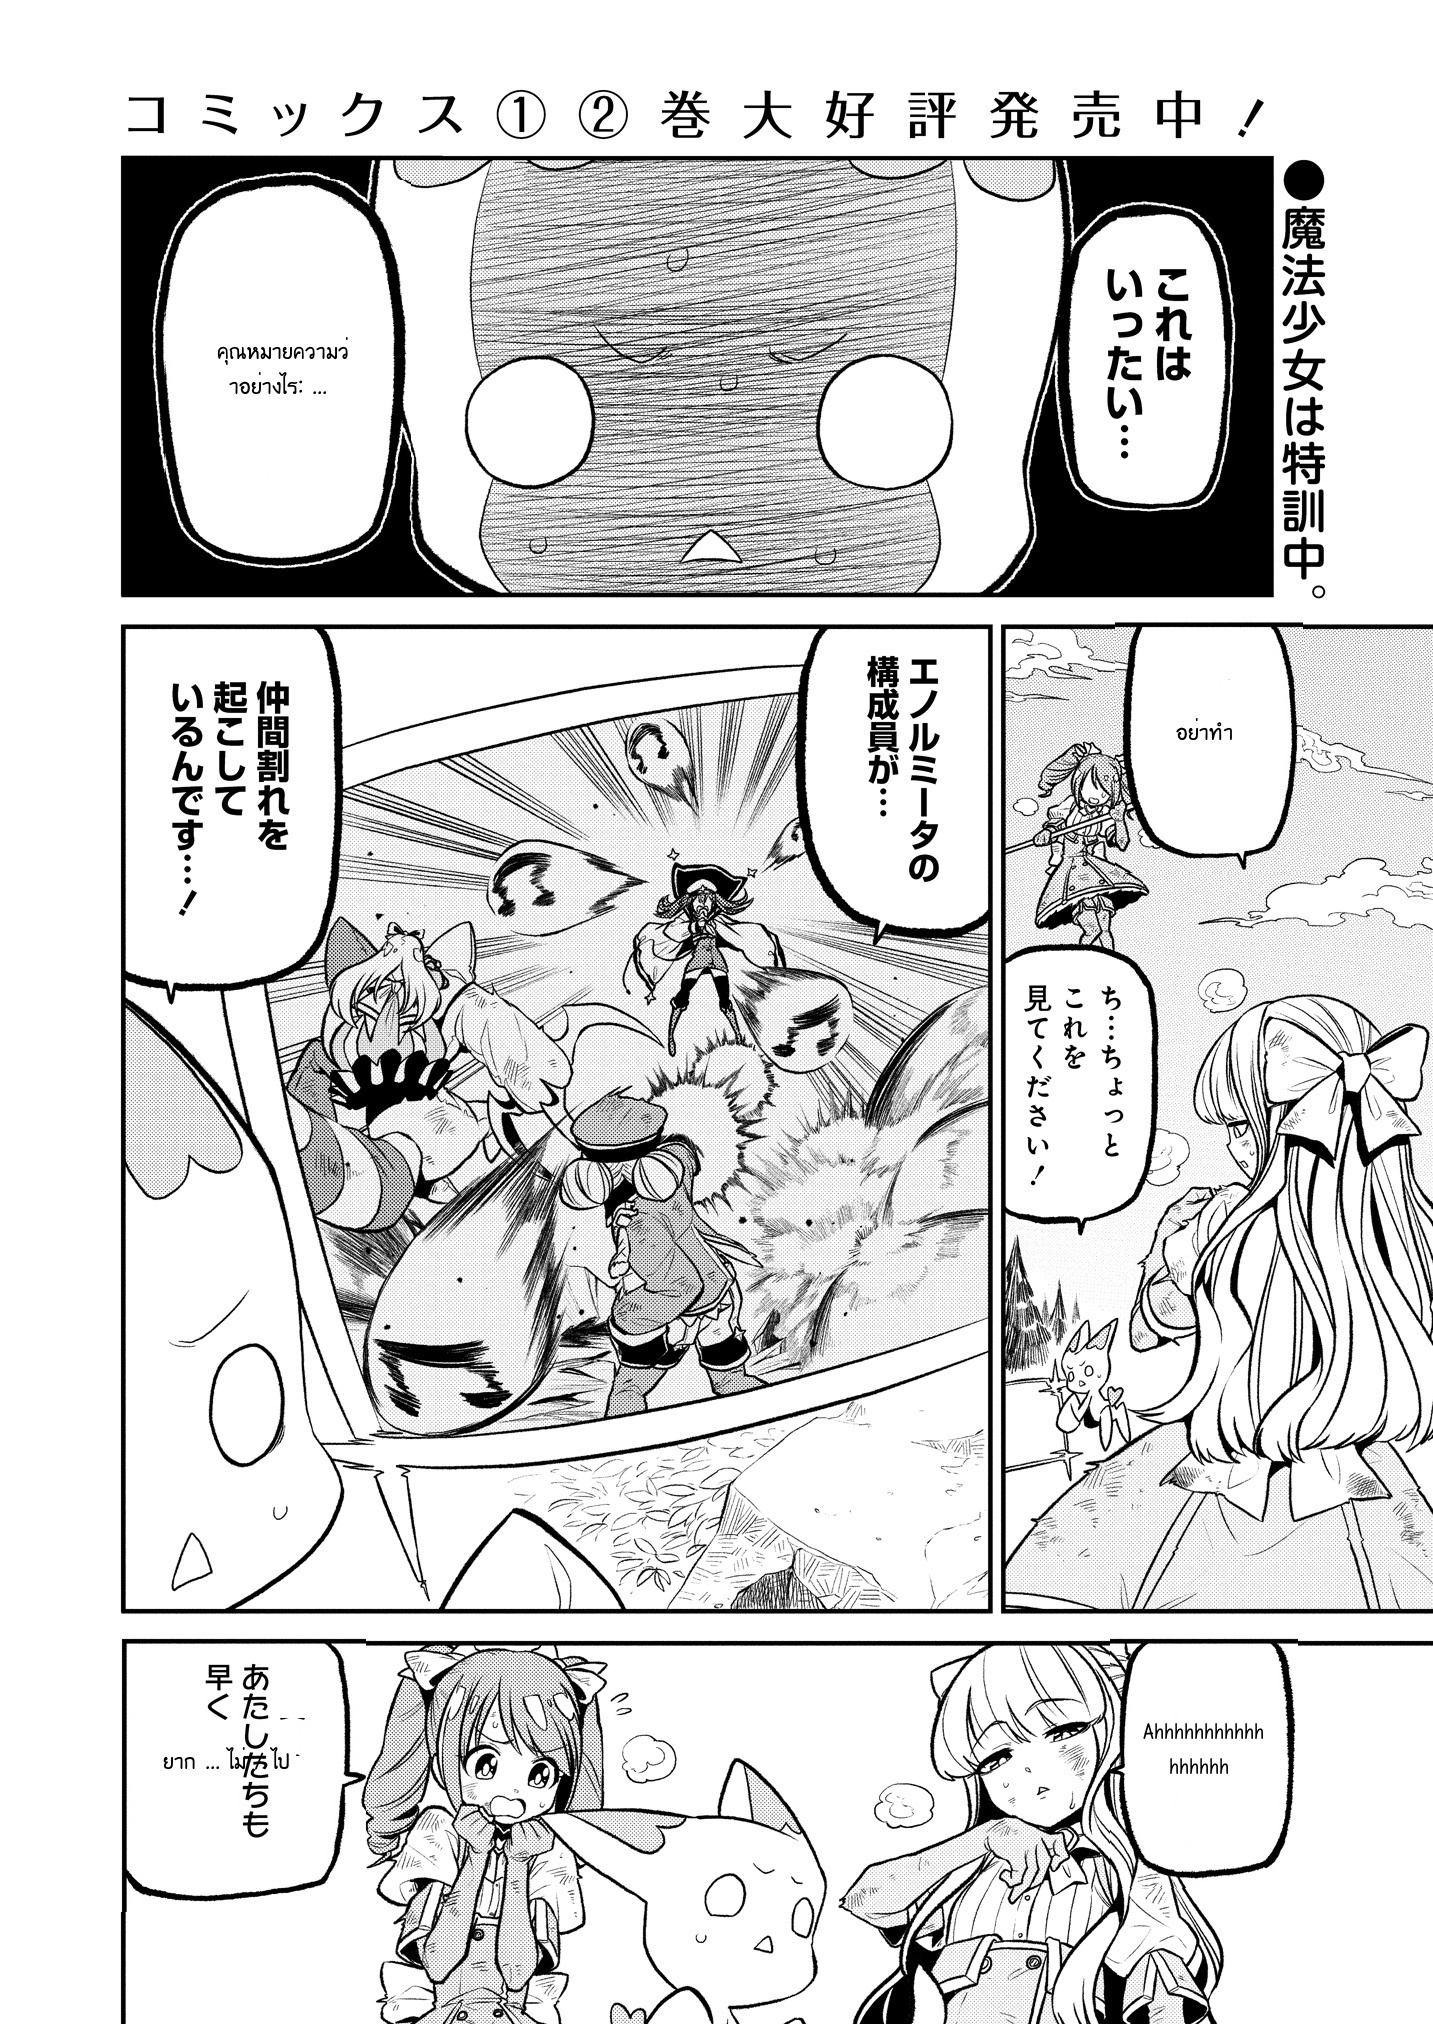 コミックス①②巻大好評発売中！
●魔法少女は特訓中。
これは
いったい…
คุณหมายความว่
าอย่างไร: ...
อย่าทำ
ち…ちょっと
これを
見てください！
エノルミータの
構成員が…
仲間割れを
起こして
いるんです…！
Ahhhhhhhhhhh
hhhhhh
あたしたちも
早く
ยาก ... ไม่ ไป